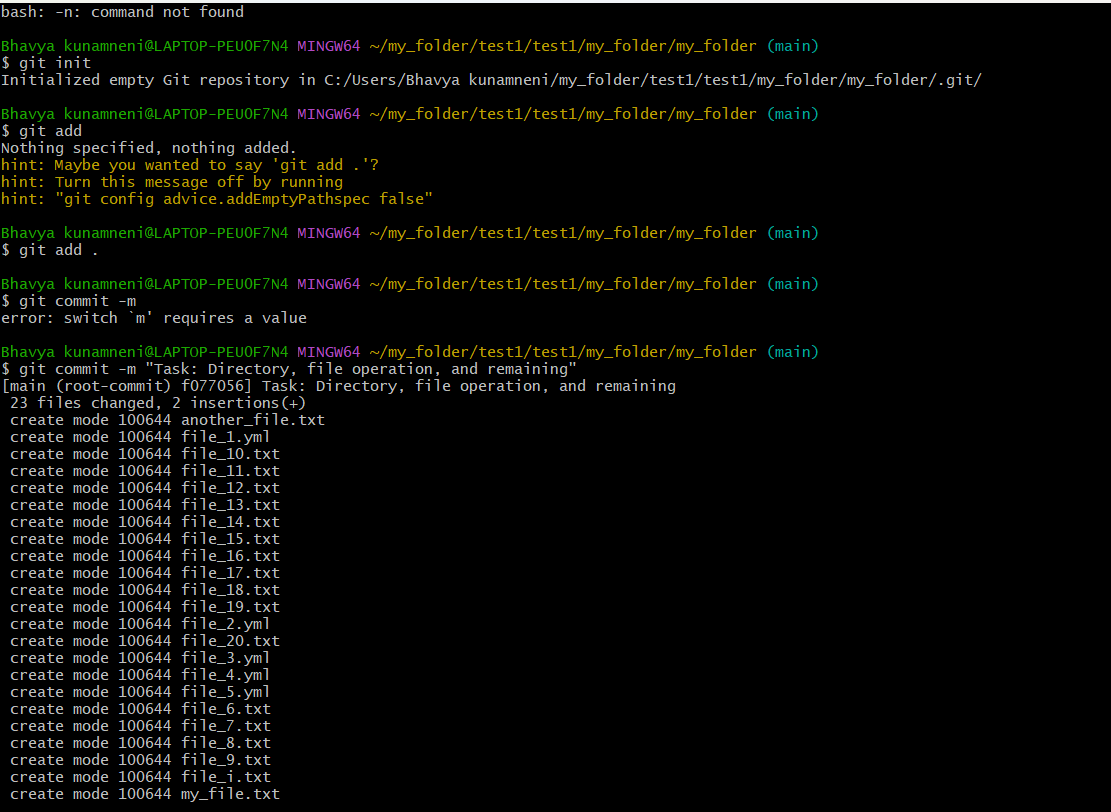 bash: -n: command not found
Bhavya kunamneni@LAPTOP-PEU0F7N4 MINGW64 ~/my_folder/test1/test1/my_folder/my_folder (main)
$ git init
Initialized empty Git repository in C:/Users/Bhavya kunamneni/my_folder/test1/test1/my_folder/my_folder/.git/
Bhavya kunamneni@LAPTOP-PEU0F7N4 MINGW64 ~/my_folder/test1/test1/my_folder/my_folder (main)
$ git add
Nothing specified, nothing added.
hint: Maybe you wanted to say 'git add .'?
hint: Turn this message off by running
hint: "git config advice.addEmptyPathspec false"
Bhavya kunamneni@LAPTOP-PEU0F7N4 MINGW64 ~/my_folder/test1/test1/my_folder/my_folder (main)
$ git add .
Bhavya kunamneni@LAPTOP-PEU0F7N4 MINGW64 ~/my_folder/test1/test1/my_folder/my_folder (main)
$ git commit -m
error: switch `m' requires a value
Bhavya kunamneni@LAPTOP-PEU0F7N4 MINGW64 ~/my_folder/test1/test1/my_folder/my_folder (main)
$ git commit -m "Task: Directory, file operation, and remaining"
[main (root-commit) f077056] Task: Directory, file operation, and remaining
23 files changed, 2 insertions(+)
create mode 100644 another_file.txt
create mode 100644 file_1.yml
create mode 100644 file_10.txt
create mode 100644 file_11.txt
create mode 100644 file_12.txt
create mode 100644 file_13.txt
create mode 100644 file_14.txt
create mode 100644 file_15.txt
create mode 100644 file_16.txt
create mode 100644 file_17.txt
create mode 100644 file_18.txt
create mode 100644 file_19.txt
create mode 100644 file_2.yml
create mode 100644 file_20.txt
create mode 100644 file_3.yml
create mode 100644 file_4.yml
create mode 100644 file_5.yml
create mode 100644 file_6.txt
create mode 100644 file_7.txt
create mode 100644 file_8.txt
create mode 100644 file_9.txt
create mode 100644 file_i.txt
create mode 100644 my_file.txt